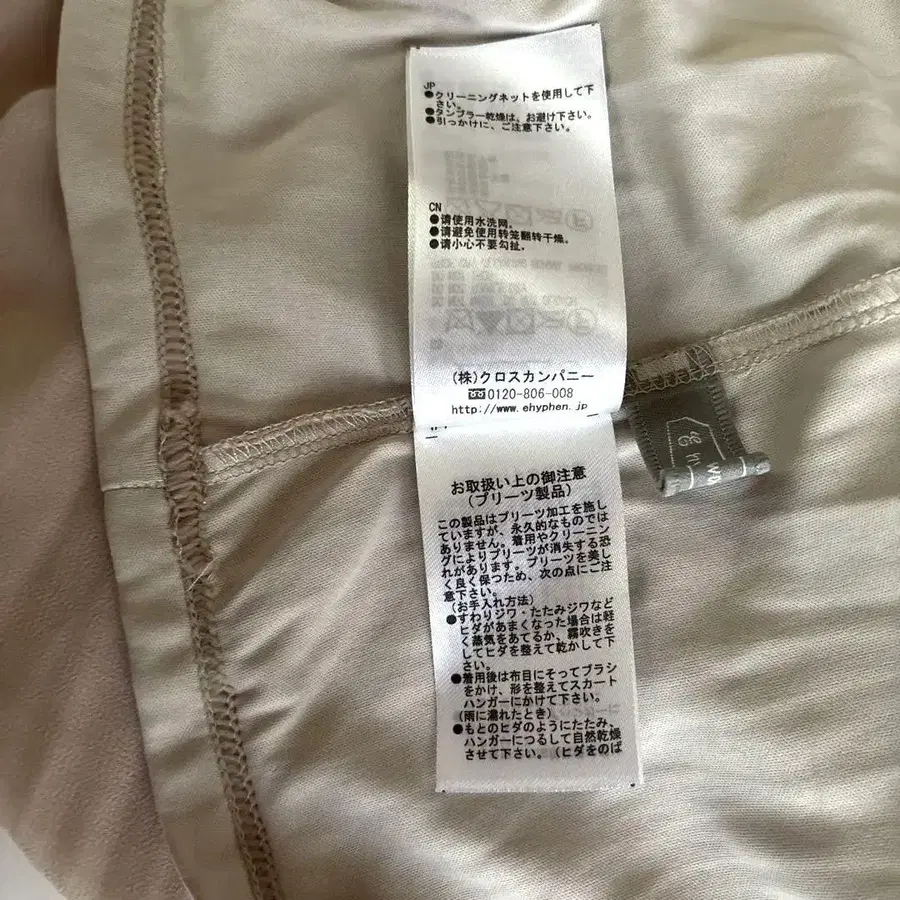 JP
●クリーニングネットを使用して下
さい。
●タンブラー乾燥は、お避け下さい。
●引っかけに、ご注意下さい。
CN
●请使用水洗网。
●请避免使用转笼翻转干燥。
●请小心不要勾扯.
(株)クロスカンパニー
0120-806-008
http://www.ehyphen.jp
お取扱い上の御注意
(プリーツ製品)
この製品はプリーツ加工を施し
ていますが、永久的なものでは
ありません。着用やクリーニン
グによりプリーツが消失する恐
れがあります。プリーツを美し
く良く保つため、次の点にご注
意下さい。
(お手入れ方法)
●すわりジワ・たたみジワなど
ヒダがあまくなった場合は軽
く蒸気をあてるか、霧吹きを
してヒダを整えて乾かして下
さい。
●着用後は布目にそってブラシ
をかけ、形を整えてスカート
ハンガーにかけて下さい。
(雨に濡れたとき)
●もとのヒダのようにたたみ、
ハンガーにつるして自然乾燥
させて下さい。(ヒダをのば